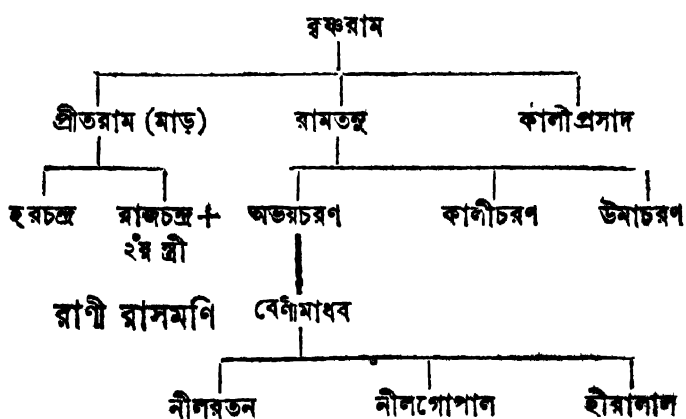 কৃষ্ণরাম
প্রীতরাম (মাড়) রামতনু কালীপ্রসাদ
হরচন্দ্র রাজচন্দ্র + অভয়চরণ কালীচরণ উমাচরণ
২য় স্ত্রী
রাণী রাসমণি বেণীমাধব
নীলরতন নীলগোপাল হীরালাল